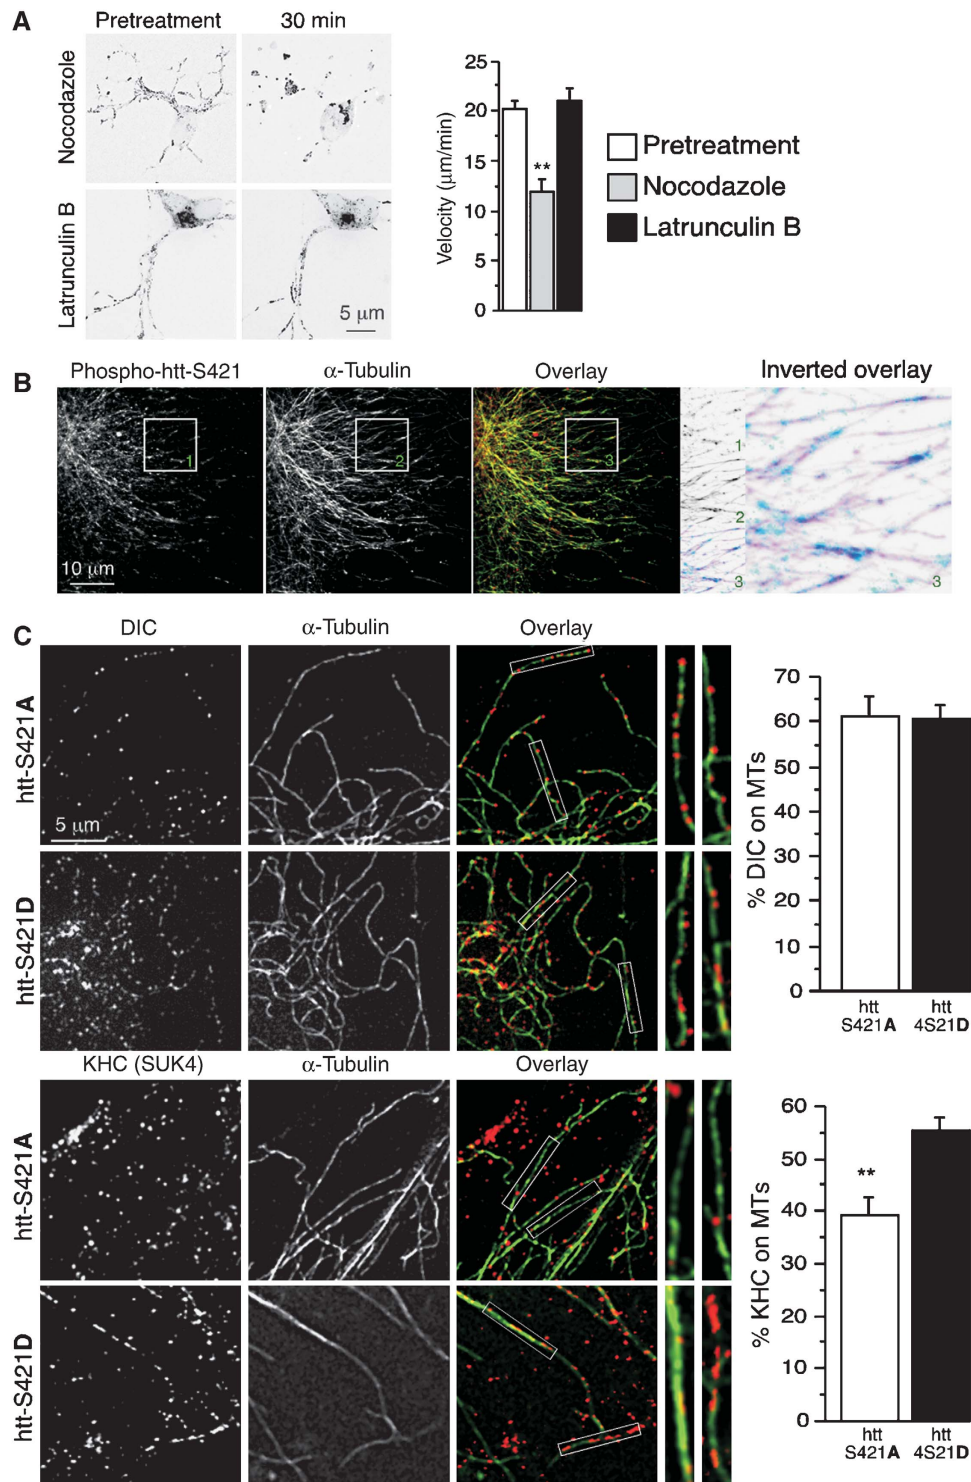 A
Pretreatment
30 min
Nocodazole
Latrunculin B
5 μm
Velocity (μm/min)
25
20
15
10
5
0
**
Pretreatment
Nocodazole
Latrunculin B
B
Phospho-htt-S421
α-Tubulin
Overlay
Inverted overlay
1
2
3
1
2
3
3
10 μm
C
DIC
α-Tubulin
Overlay
htt-S421A
5 μm
htt-S421D
% DIC on MTs
70
60
50
40
30
20
10
0
htt
S421A
htt
4S21D
KHC (SUK4)
α-Tubulin
Overlay
htt-S421A
htt-S421D
% KHC on MTs
60
50
40
30
20
10
0
**
htt
S421A
htt
4S21D